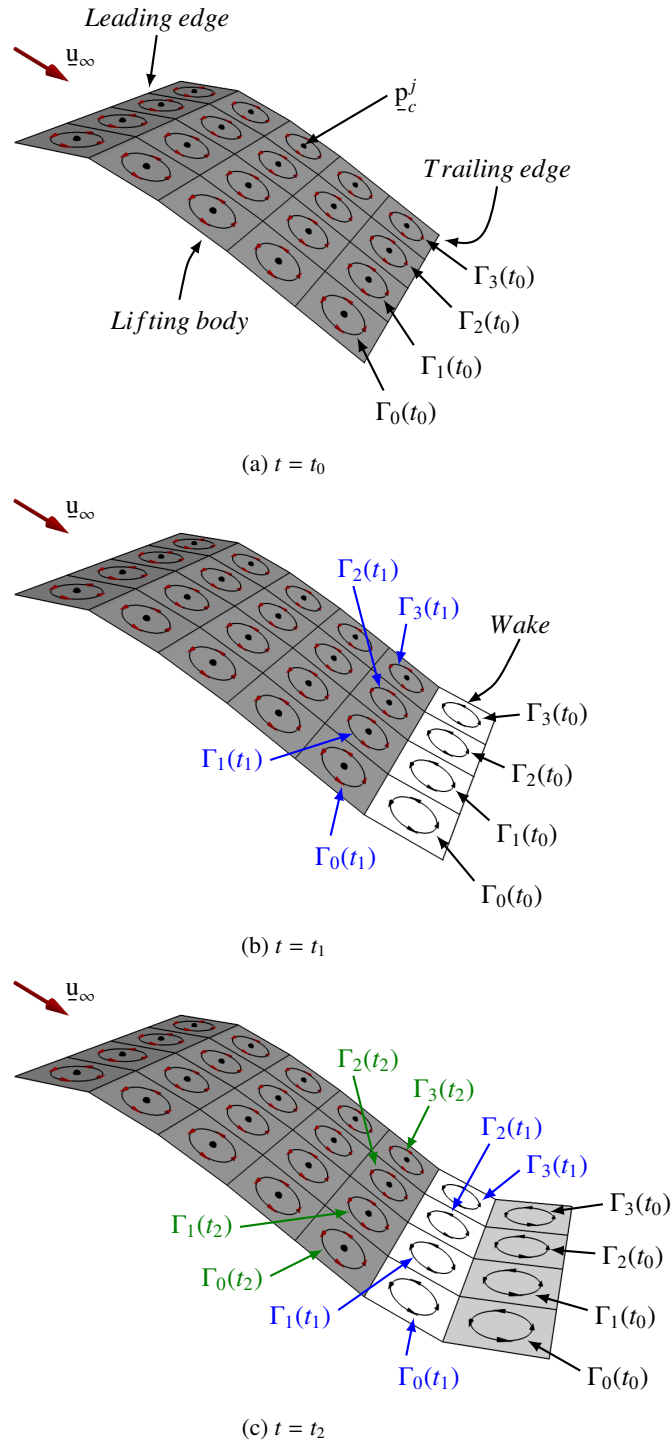 Leading edge
u∞
p_c^j
Trailing edge
Γ3(t0)
Γ2(t0)
Lifting body
Γ1(t0)
Γ0(t0)
(a) t = t0
u∞
Γ2(t1)
Γ3(t1)
Wake
Γ3(t0)
Γ1(t1)
Γ2(t0)
Γ1(t0)
Γ0(t1)
Γ0(t0)
(b) t = t1
u∞
Γ2(t2)
Γ3(t2)
Γ2(t1)
Γ3(t1)
Γ3(t0)
Γ1(t2)
Γ2(t0)
Γ0(t2)
Γ1(t1)
Γ1(t0)
Γ0(t1)
Γ0(t0)
(c) t = t2